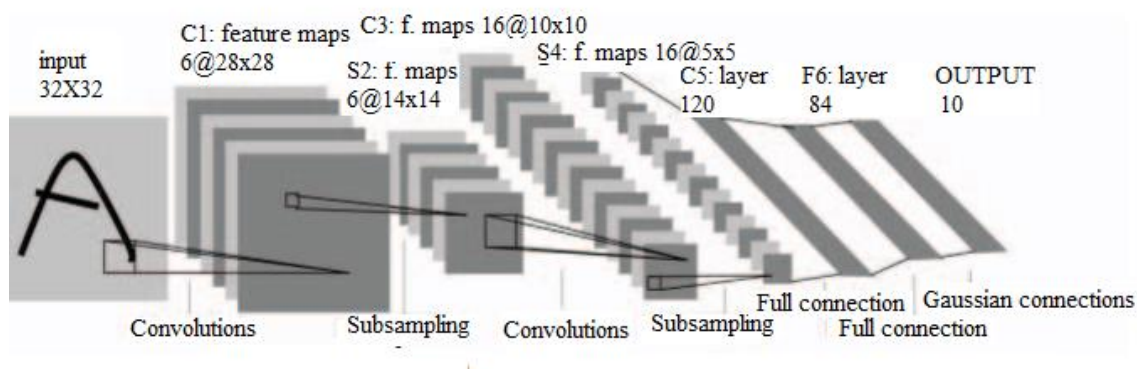 input
32X32
C1: feature maps
6@28x28
S2: f. maps
6@14x14
C3: f. maps 16@10x10
S4: f. maps 16@5x5
C5: layer
120
F6: layer
84
OUTPUT
10
Convolutions
Subsampling
Convolutions
Subsampling
Full connection
Full connection
Gaussian connections
A